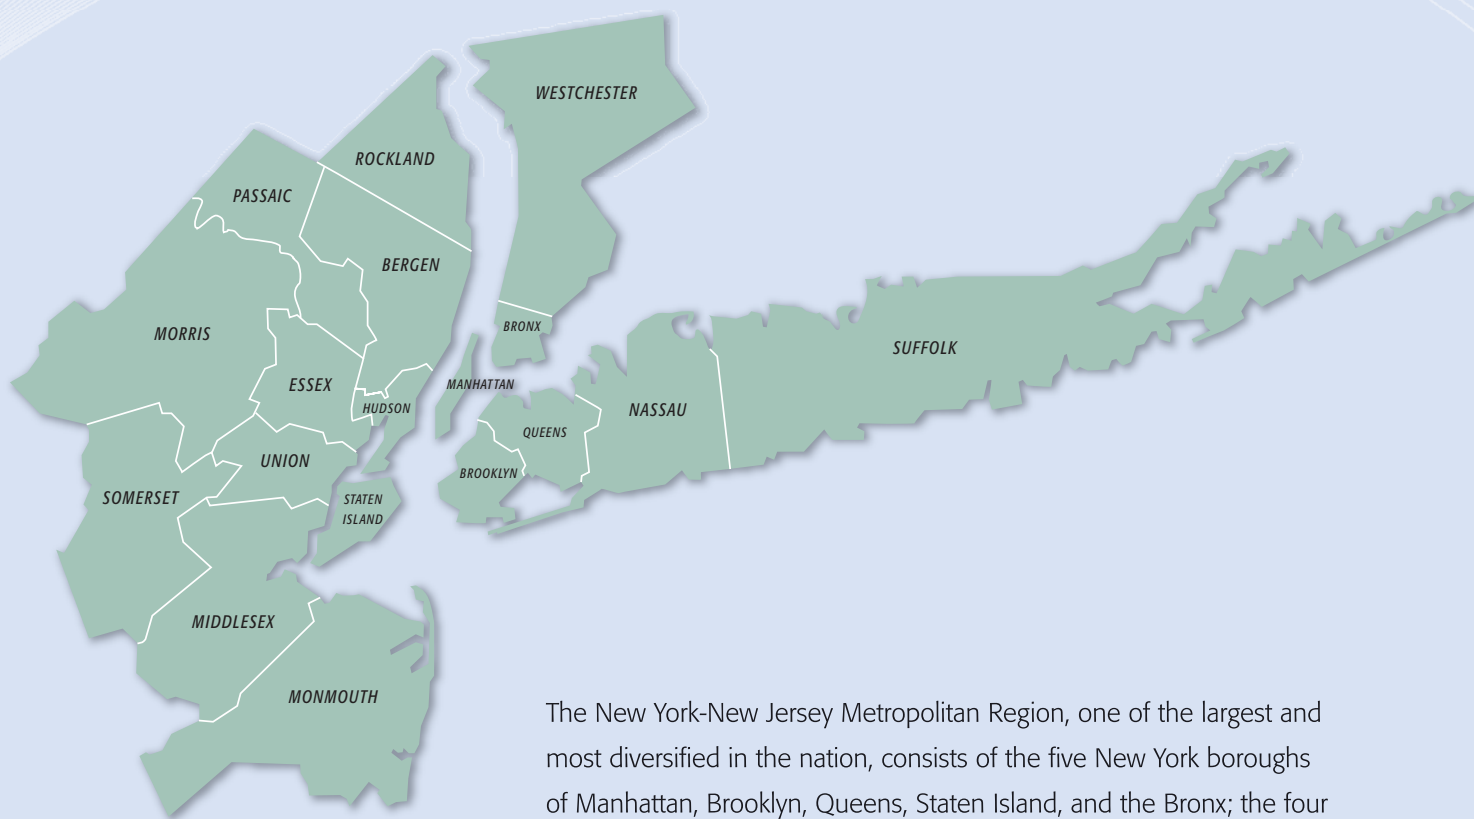 WESTCHESTER
ROCKLAND
PASSAIC
BERGEN
MORRIS
BRONX
SUFFOLK
ESSEX
MANHATTAN
HUDSON
NASSAU
QUEENS
UNION
BROOKLYN
SOMERSET
STATEN
ISLAND
MIDDLESEX
MONMOUTH
The New York-New Jersey Metropolitan Region, one of the largest and
most diversified in the nation, consists of the five New York boroughs
of Manhattan, Brooklyn, Queens, Staten Island, and the Bronx; the four